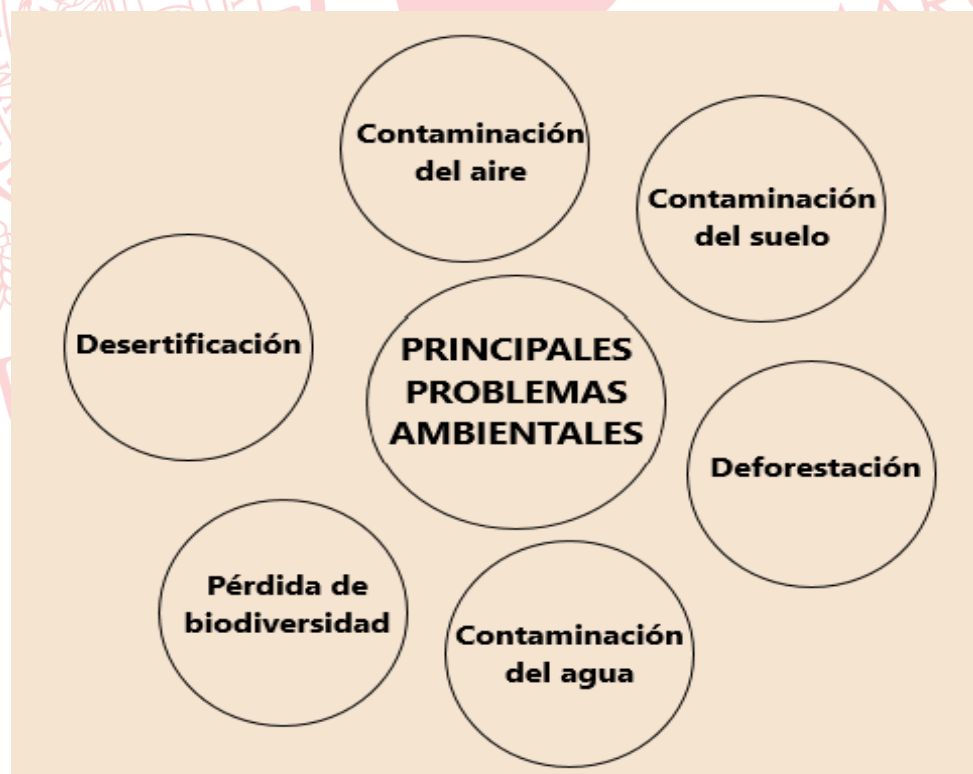 Contaminación
del aire
Contaminación
del suelo
Desertificación
PRINCIPALES
PROBLEMAS
AMBIENTALES
Deforestación
Pérdida de
biodiversidad
Contaminación
del agua